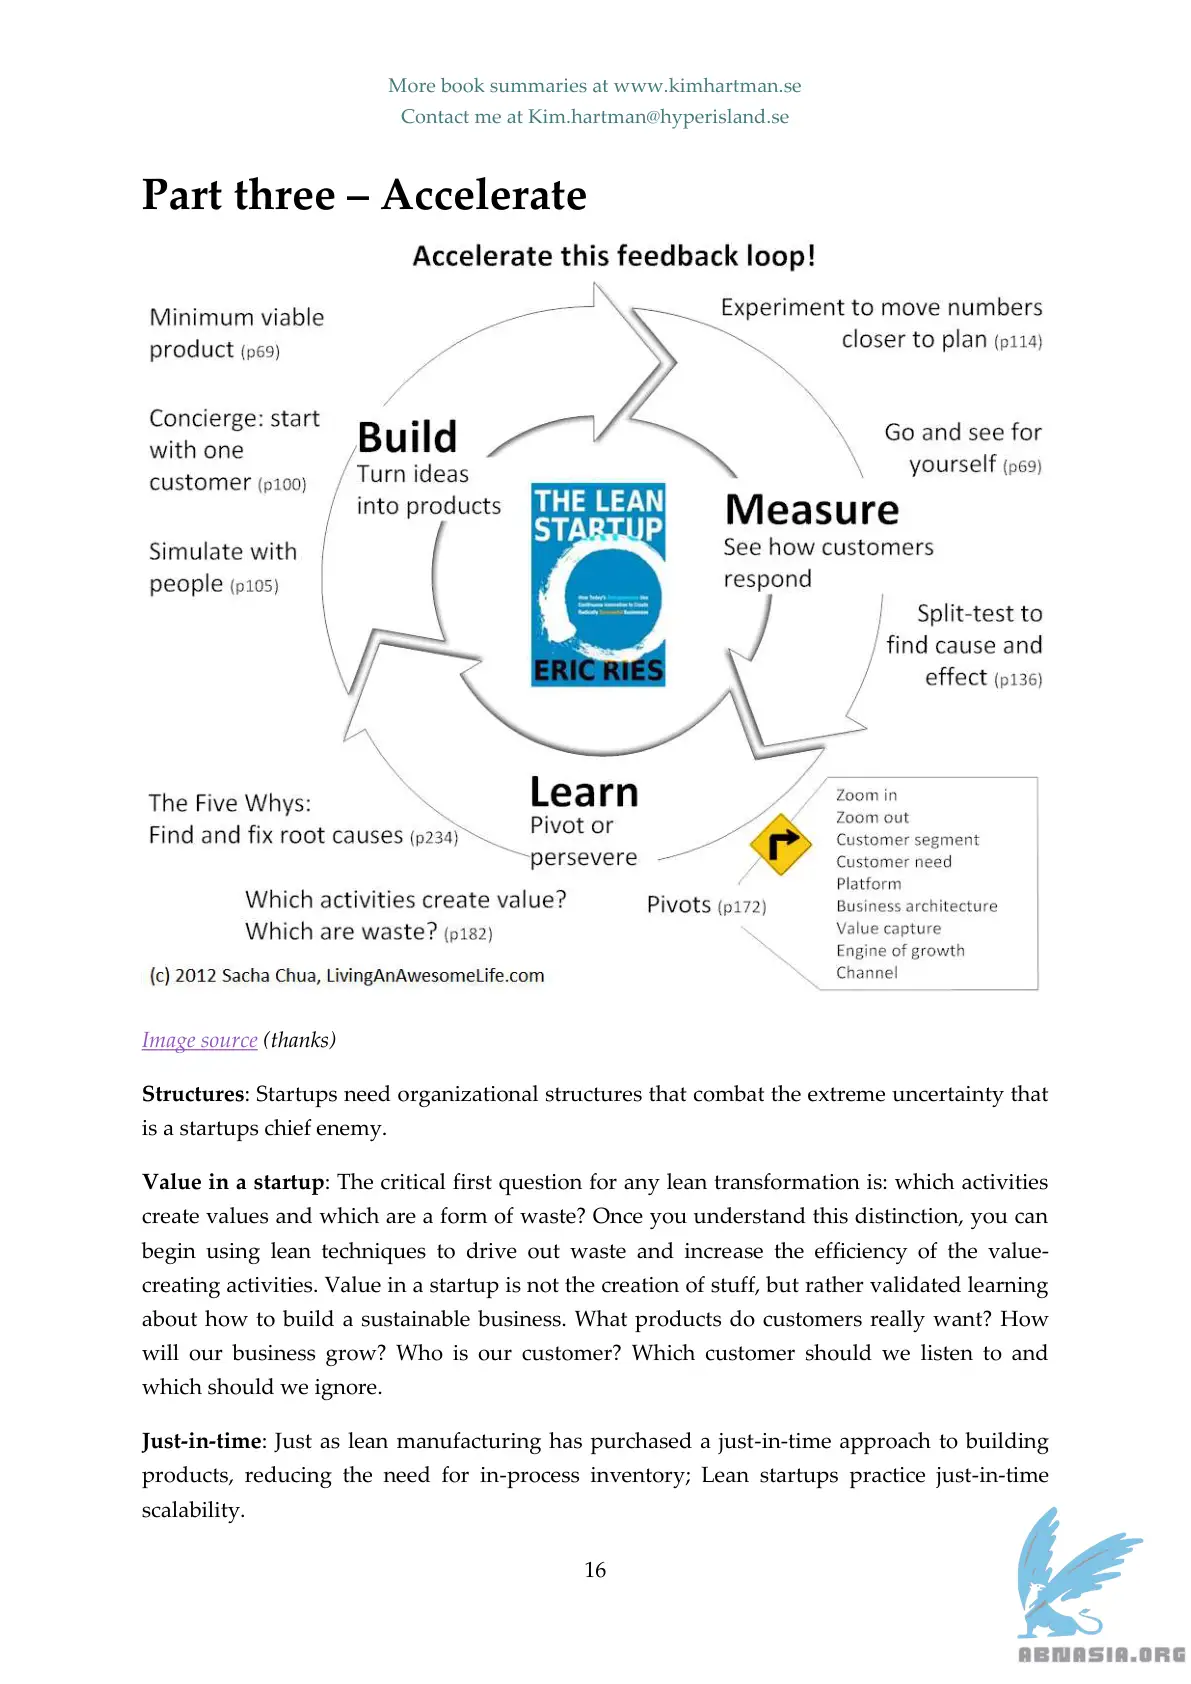 More book summaries at www.kimhartman.se
Contact me at Kim.hartman@hyperisland.se
Part three – Accelerate
Accelerate this feedback loop!
Minimum viable
product (p69)
Concierge: start
with one
customer (p100)
Simulate with
people (p105)
Build
Turn ideas
into products
THE LEAN
STARTUP
How Today's Entrepreneurs Use
Continuous Innovation to Create
Radically Successful Businesses
ERIC RIES
Experiment to move numbers
closer to plan (p114)
Go and see for
yourself (p69)
Measure
See how customers
respond
Split-test to
find cause and
effect (p136)
Learn
Pivot or
persevere
The Five Whys:
Find and fix root causes (p234)
Which activities create value?
Which are waste? (p182)
Pivots (p172)
Zoom in
Zoom out
Customer segment
Customer need
Platform
Business architecture
Value capture
Engine of growth
Channel
(c) 2012 Sacha Chua, LivingAnAwesomeLife.com
Image source (thanks)
Structures: Startups need organizational structures that combat the extreme uncertainty that
is a startups chief enemy.
Value in a startup: The critical first question for any lean transformation is: which activities
create values and which are a form of waste? Once you understand this distinction, you can
begin using lean techniques to drive out waste and increase the efficiency of the value-
creating activities. Value in a startup is not the creation of stuff, but rather validated learning
about how to build a sustainable business. What products do customers really want? How
will our business grow? Who is our customer? Which customer should we listen to and
which should we ignore.
Just-in-time: Just as lean manufacturing has purchased a just-in-time approach to building
products, reducing the need for in-process inventory; Lean startups practice just-in-time
scalability.
16
ABNASIA.ORG